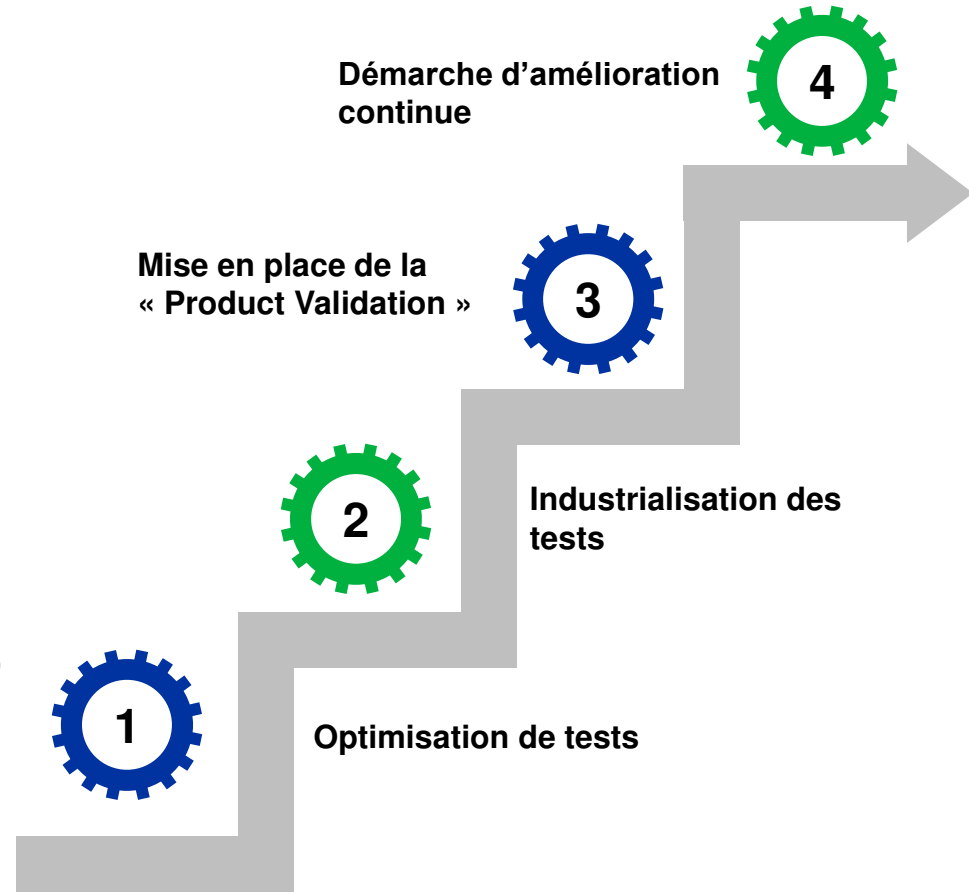 Démarche d’amélioration
continue
4
Mise en place de la
« Product Validation »
3
2
Industrialisation des
tests
1
Optimisation de tests